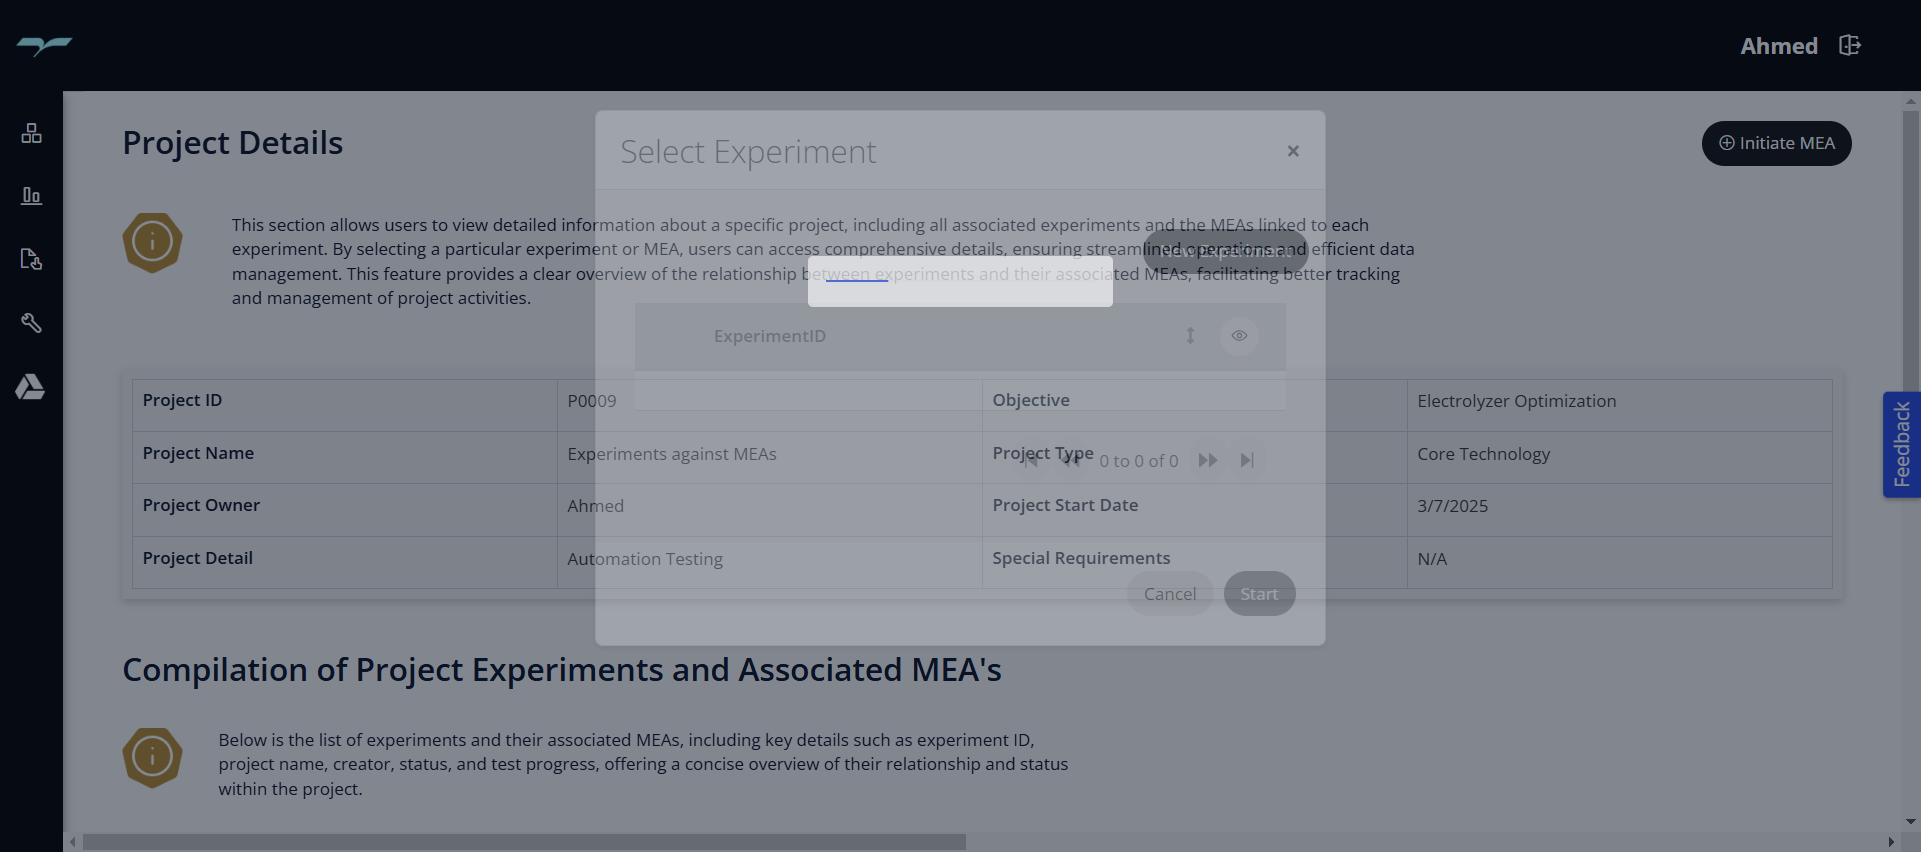 Ahmed
Project Details
Initiate MEA
Select Experiment
×
This section allows users to view detailed information about a specific project, including all associated experiments and the MEAs linked to each
experiment. By selecting a particular experiment or MEA, users can access comprehensive details, ensuring streamlined operations and efficient data
management. This feature provides a clear overview of the relationship between experiments and their associated MEAs, facilitating better tracking
and management of project activities.
New Experiment
ExperimentID
Project ID
P0009
Objective
Electrolyzer Optimization
Project Name
Experiments against MEAs
Project Type
Core Technology
0 to 0 of 0
Project Owner
Ahmed
Project Start Date
3/7/2025
Project Detail
Automation Testing
Special Requirements
N/A
Cancel
Start
Feedback
Compilation of Project Experiments and Associated MEA's
Below is the list of experiments and their associated MEAs, including key details such as experiment ID,
project name, creator, status, and test progress, offering a concise overview of their relationship and status
within the project.